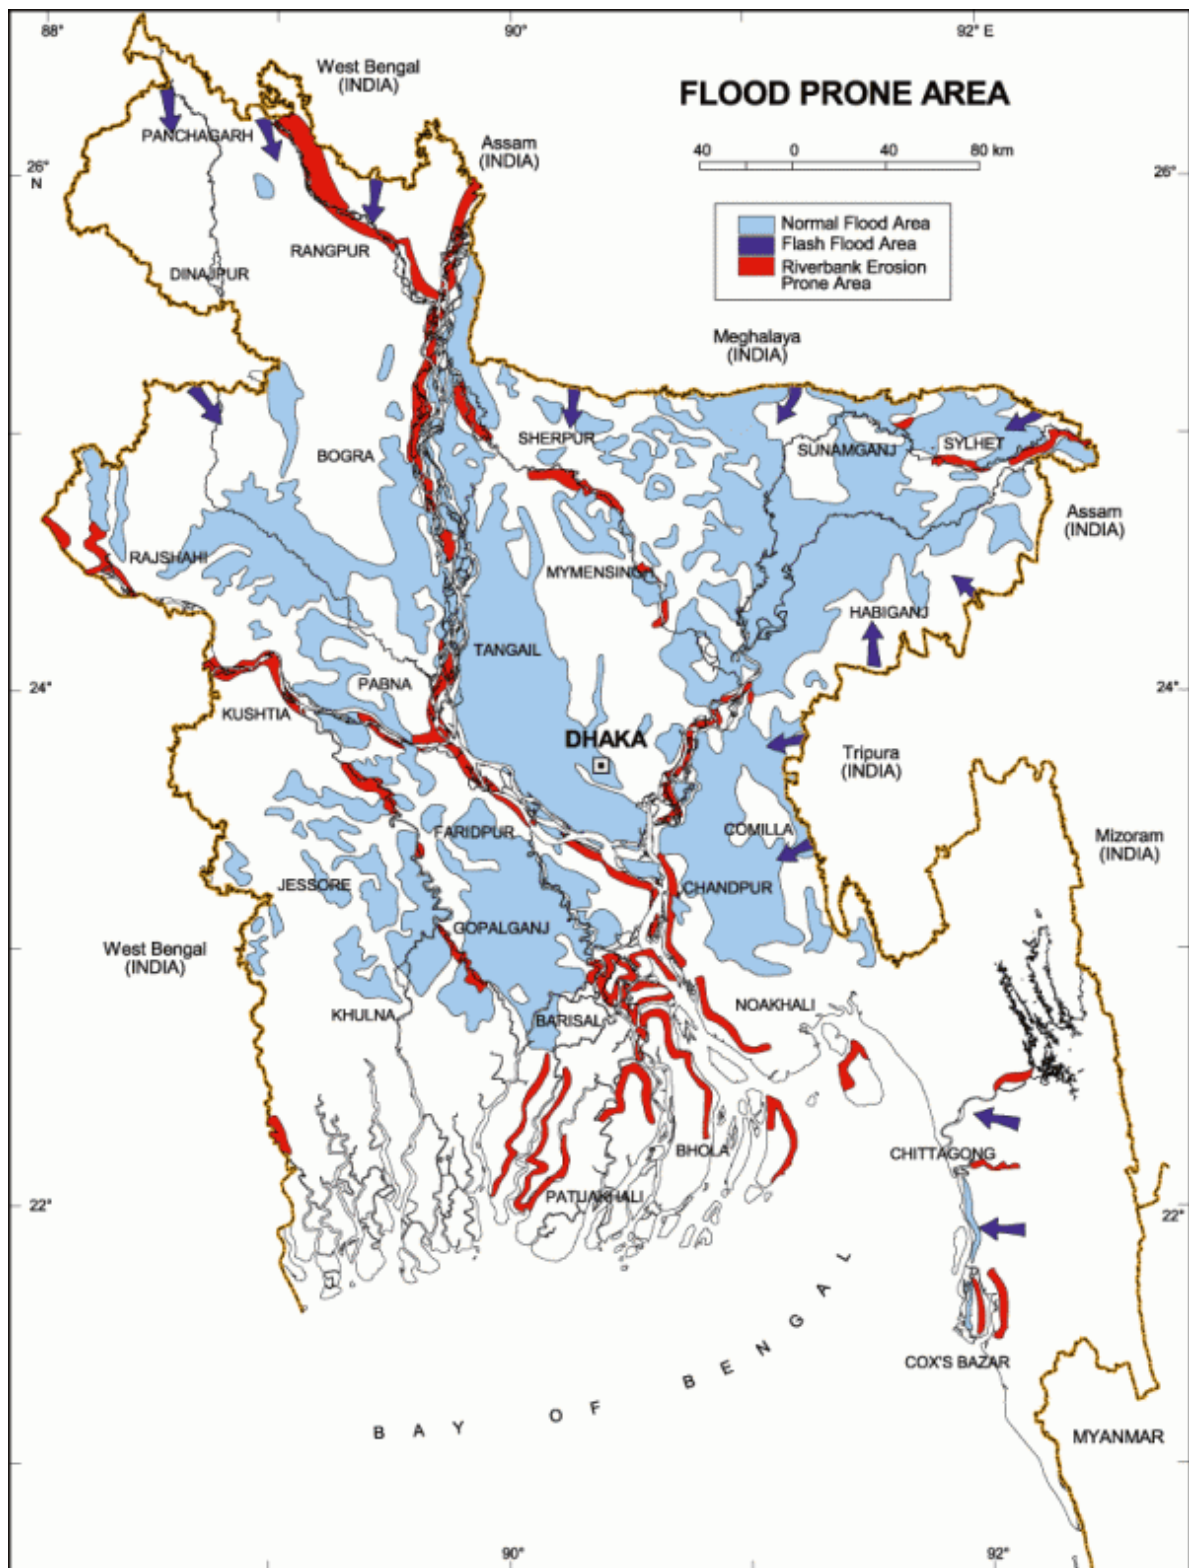 88°
90°
92° E
West Bengal
(INDIA)
FLOOD PRONE AREA
Assam
(INDIA)
PANCHAGARH
40 0 40 80 km
26°
N
26°
Normal Flood Area
Flash Flood Area
Riverbank Erosion
Prone Area
RANGPUR
DINAJPUR
Meghalaya
(INDIA)
SHERPUR
SUNAMGANJ
SYLHET
BOGRA
Assam
(INDIA)
RAJSHAHI
MYMENSINGH
HABIGANJ
TANGAIL
PABNA
24°
24°
KUSHTIA
DHAKA
Tripura
(INDIA)
FARIDPUR
COMILLA
Mizoram
(INDIA)
JESSORE
CHANDPUR
GOPALGANJ
West Bengal
(INDIA)
NOAKHALI
KHULNA
BARISAL
BHOLA
CHITTAGONG
PATUAKHALI
22°
22°
COX'S BAZAR
BAY OF BENGAL
MYANMAR
90°
92°